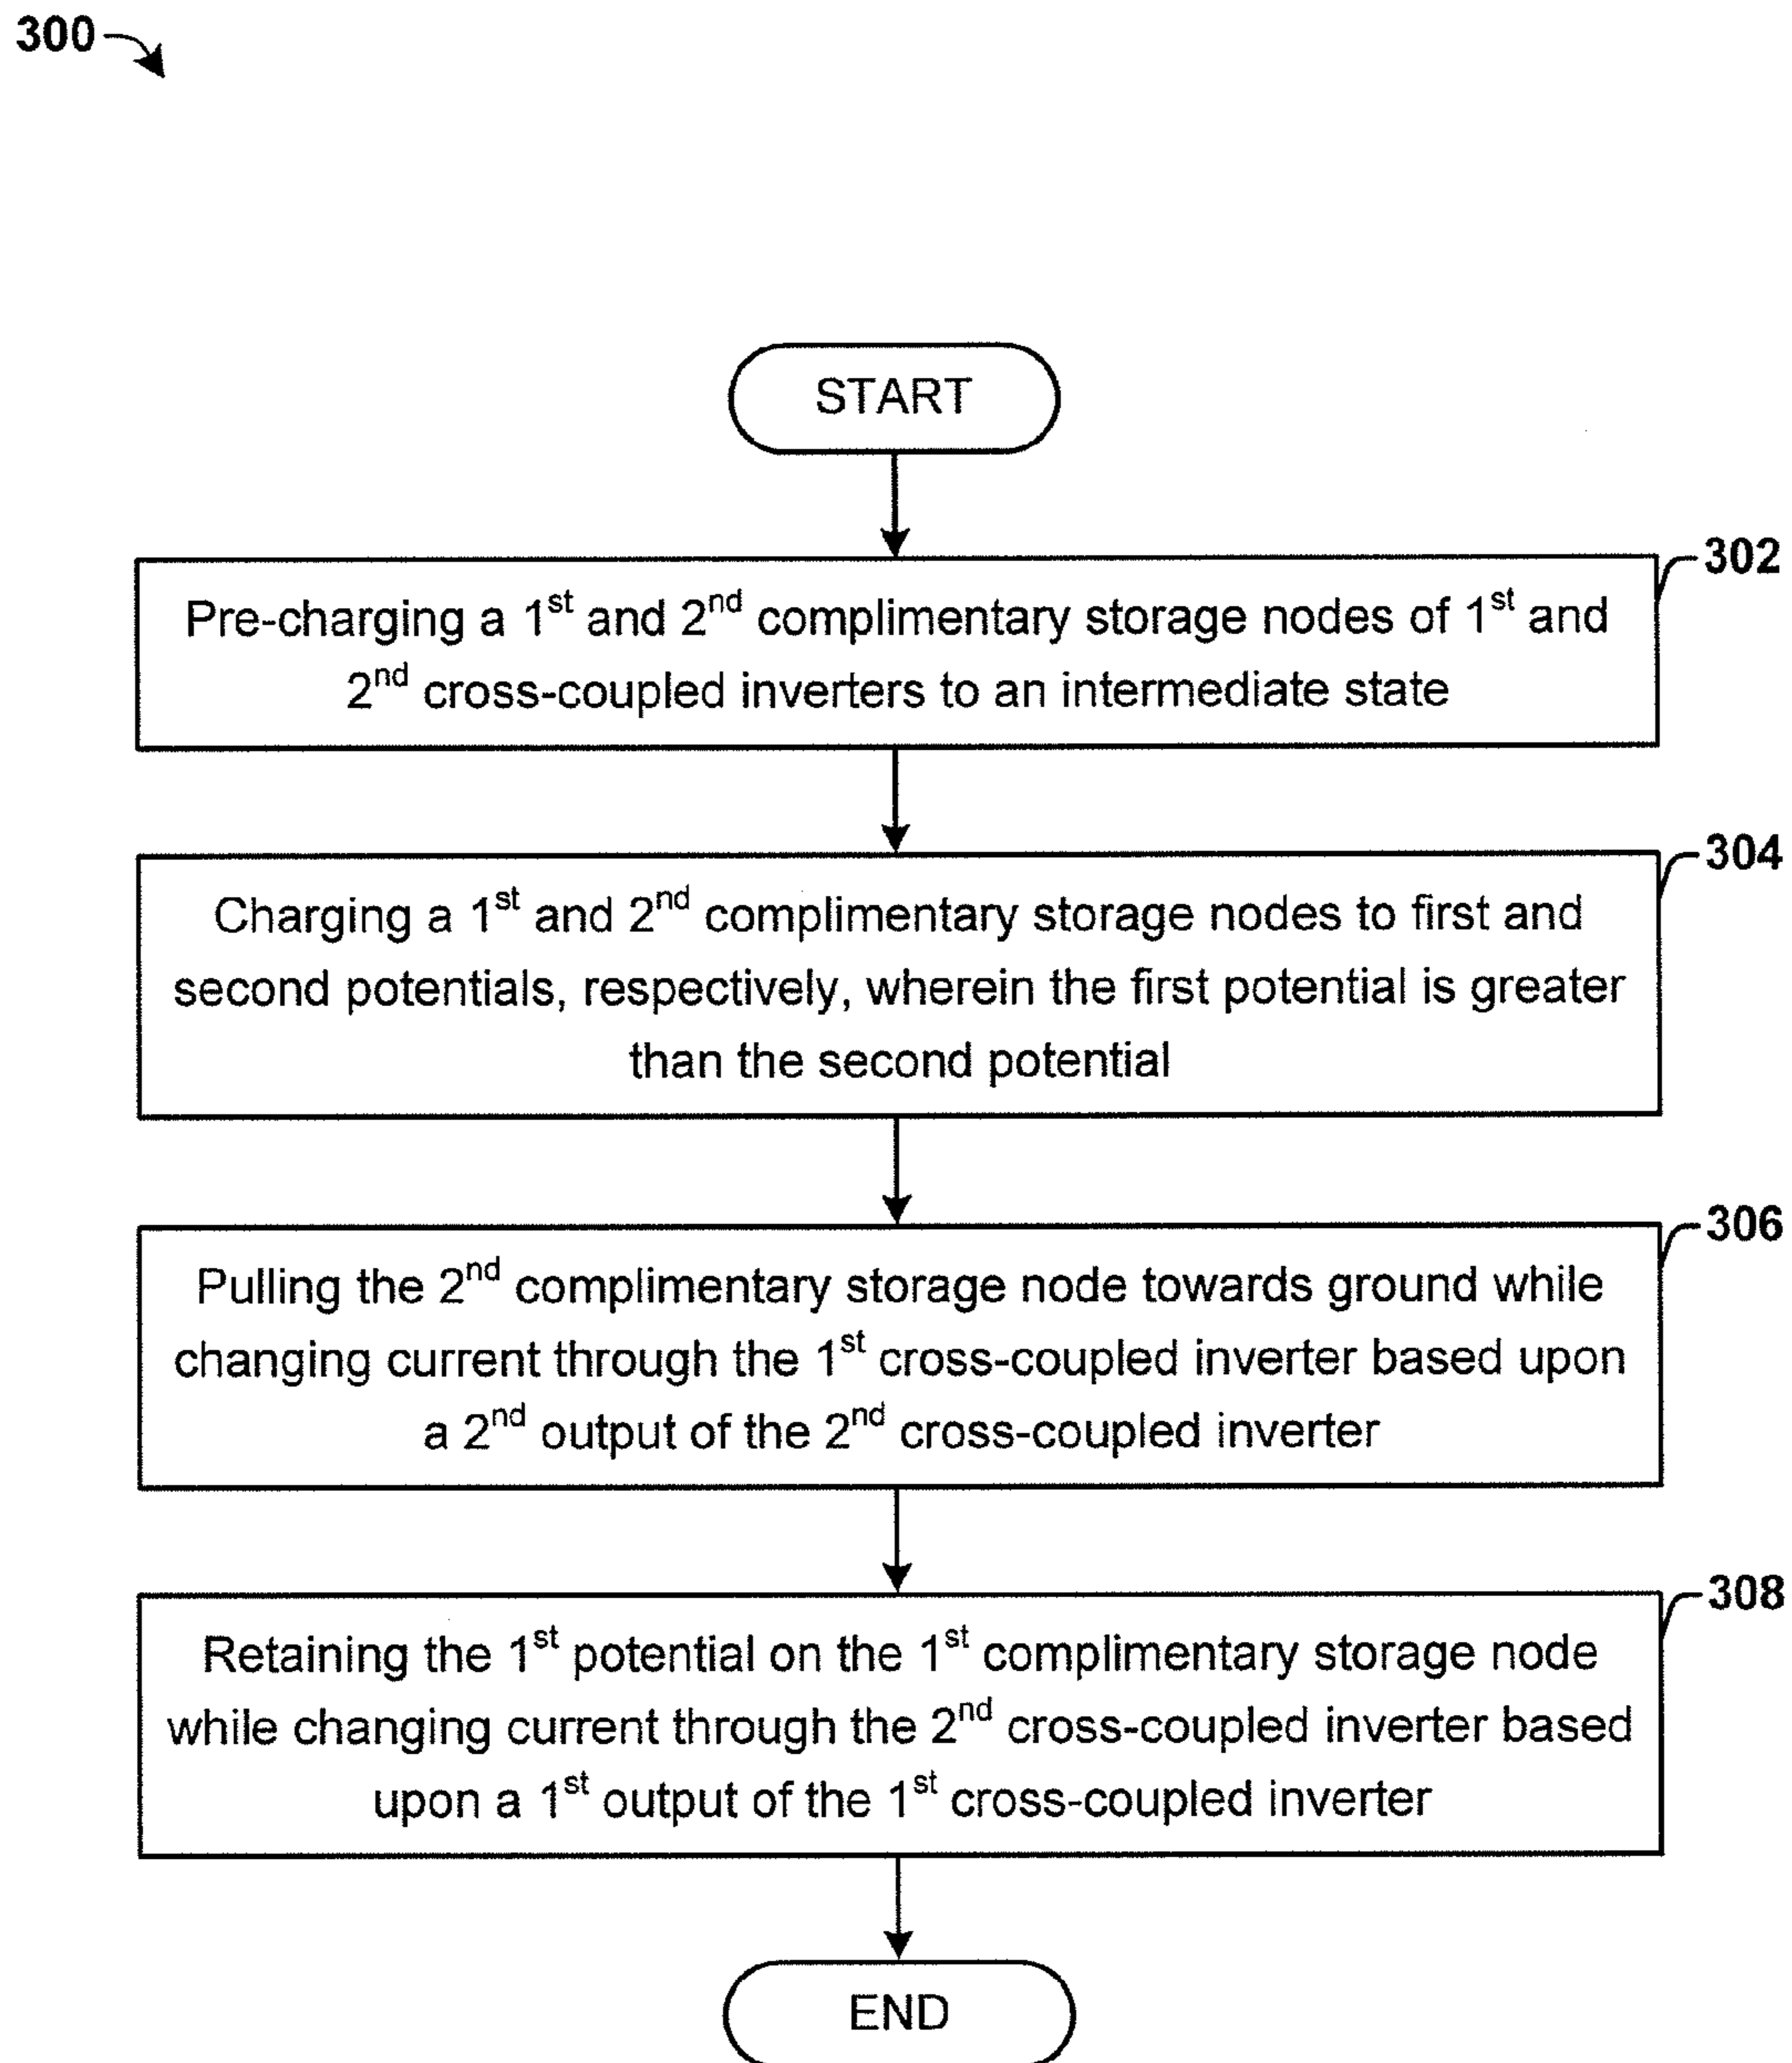 300
START
302
Pre-charging a 1st and 2nd complimentary storage nodes of 1st and
2nd cross-coupled inverters to an intermediate state
304
Charging a 1st and 2nd complimentary storage nodes to first and
second potentials, respectively, wherein the first potential is greater
than the second potential
306
Pulling the 2nd complimentary storage node towards ground while
changing current through the 1st cross-coupled inverter based upon
a 2nd output of the 2nd cross-coupled inverter
308
Retaining the 1st potential on the 1st complimentary storage node
while changing current through the 2nd cross-coupled inverter based
upon a 1st output of the 1st cross-coupled inverter
END